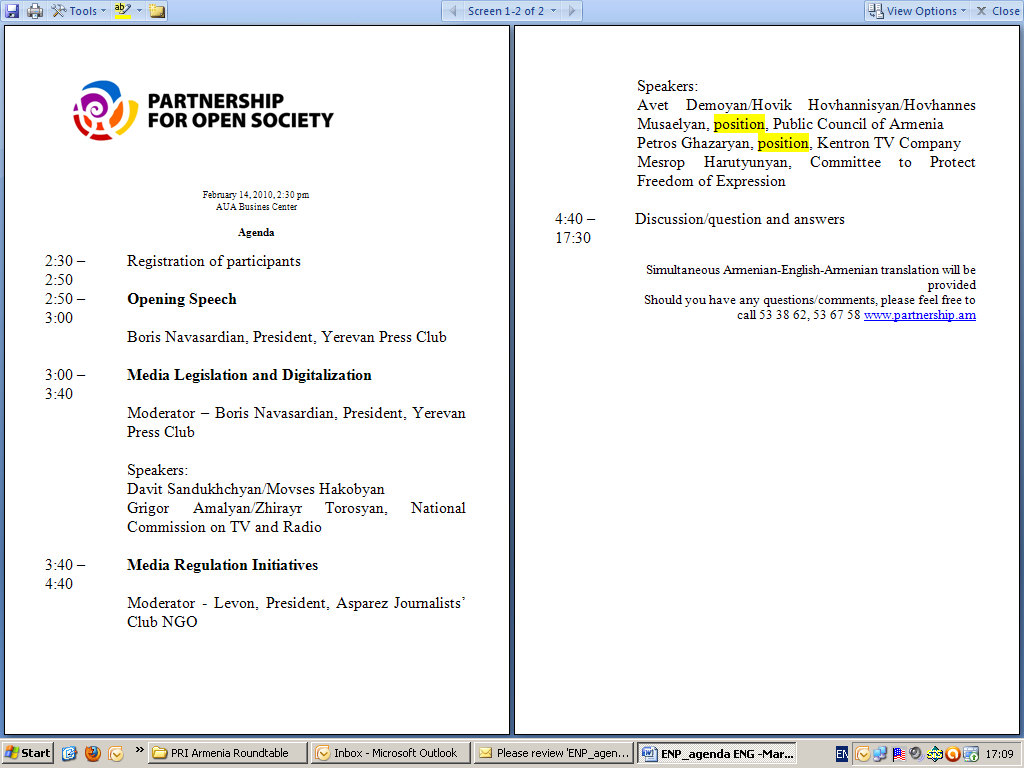 Tools
Screen 1-2 of 2
View Options
Close
PARTNERSHIP
FOR OPEN SOCIETY
February 14, 2010, 2:30 pm
AUA Busines Center
Agenda
2:30 – Registration of participants
2:50
2:50 – Opening Speech
3:00
Boris Navasardian, President, Yerevan Press Club
3:00 – Media Legislation and Digitalization
3:40
Moderator – Boris Navasardian, President, Yerevan
Press Club
Speakers:
Davit Sandukhchyan/Movses Hakobyan
Grigor Amalyan/Zhirayr Torosyan, National
Commission on TV and Radio
3:40 – Media Regulation Initiatives
4:40
Moderator - Levon, President, Asparez Journalists’
Club NGO
Speakers:
Avet Demoyan/Hovik Hovhannisyan/Hovhannes
Musaelyan, position, Public Council of Armenia
Petros Ghazaryan, position, Kentron TV Company
Mesrop Harutyunyan, Committee to Protect
Freedom of Expression
4:40 – Discussion/question and answers
17:30
Simultaneous Armenian-English-Armenian translation will be
provided
Should you have any questions/comments, please feel free to
call 53 38 62, 53 67 58 www.partnership.am
Start
PRI Armenia Roundtable
Inbox - Microsoft Outlook
Please review 'ENP_agen...
ENP_agenda ENG -Mar...
EN
17:09